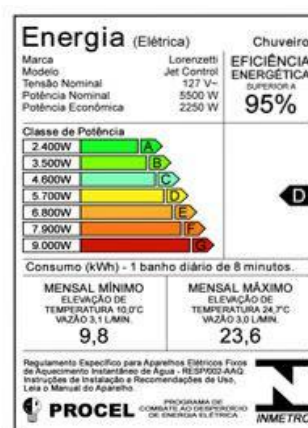 Energia (Elétrica) Chuveiro
Marca Lorenzetti
Modelo Jet Control
Tensão Nominal 127 V~
Potência Nominal 5500 W
Potência Econômica 2250 W
EFICIÊNCIA
ENERGÉTICA
SUPERIOR A
95%
Classe de Potência
2.400W A
3.500W B
4.600W C
5.700W D
6.800W E
7.900W F
9.000W G
D
Consumo (kWh) - 1 banho diário de 8 minutos.
MENSAL MÍNIMO
ELEVAÇÃO DE
TEMPERATURA 10,0°C
VAZÃO 3,1 L/MIN.
9,8
MENSAL MÁXIMO
ELEVAÇÃO DE
TEMPERATURA 24,7°C
VAZÃO 3,0 L/MIN.
23,6
Regulamento Específico para Aparelhos Elétricos Fixos
de Aquecimento Instantâneo de Água - RESP/002-AAQ
Instruções de Instalação e Recomendações de Uso,
Leia o Manual do Aparelho.
PROCEL
PROGRAMA DE
COMBATE AO DESPERDÍCIO
DE ENERGIA ELÉTRICA
INMETRO